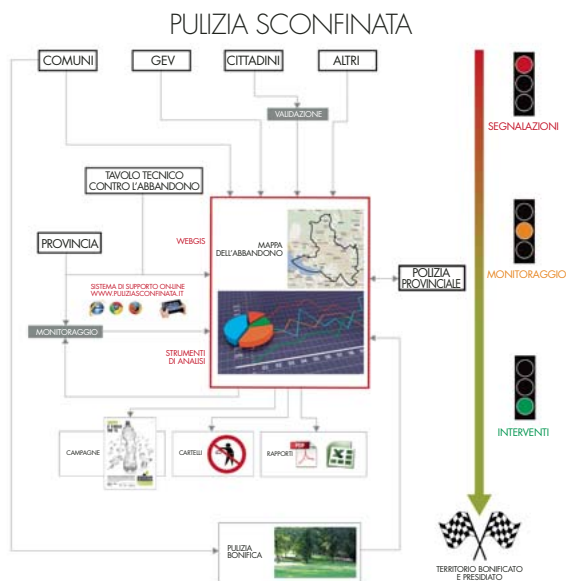 PULIZIA SCONFINATA
COMUNI
GEV
CITTADINI
ALTRI
VALIDAZIONE
SEGNALAZIONI
TAVOLO TECNICO
CONTRO L'ABBANDONO
PROVINCIA
WEBGIS
MAPPA
DELL'ABBANDONO
SISTEMA DI SUPPORTO ON-LINE
WWW.PULIZIASCONFINATA.IT
POLIZIA
PROVINCIALE
MONITORAGGIO
MONITORAGGIO
STRUMENTI
DI ANALISI
INTERVENTI
CAMPAGNE
CARTELLI
RAPPORTI
PDF
PULIZIA
BONIFICA
TERRITORIO BONIFICATO
E PRESIDIATO